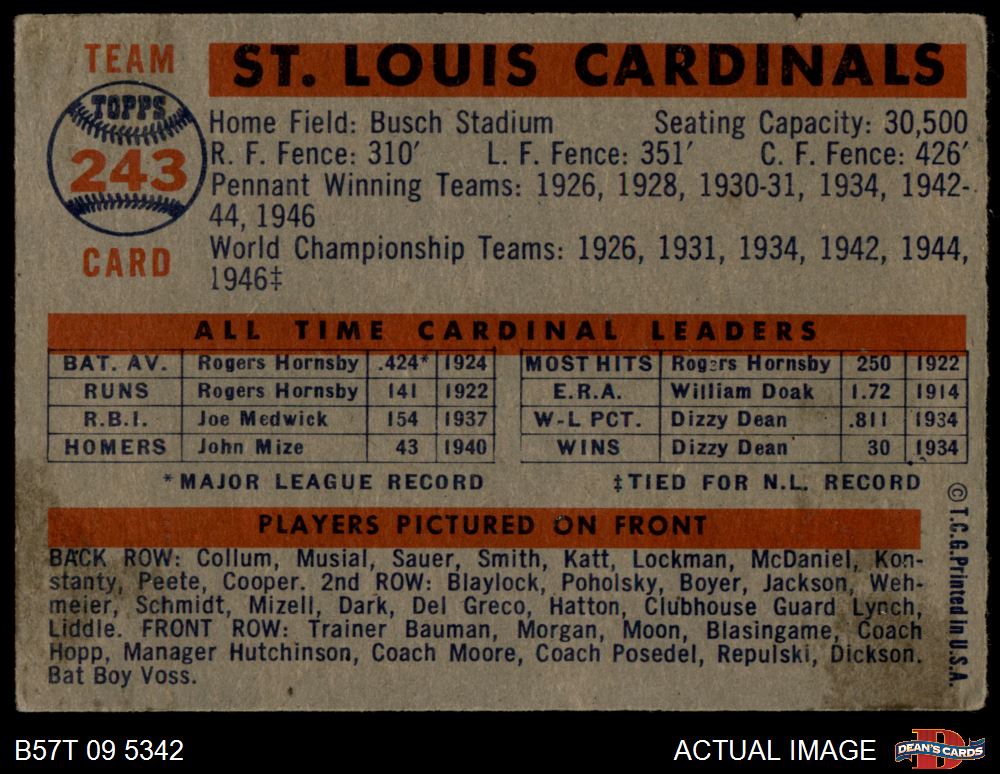 TEAM
ST. LOUIS CARDINALS
TOPPS
243
CARD
Home Field: Busch Stadium Seating Capacity: 30,500
R. F. Fence: 310′ L. F. Fence: 351′ C. F. Fence: 426′
Pennant Winning Teams: 1926, 1928, 1930-31, 1934, 1942-
44, 1946
World Championship Teams: 1926, 1931, 1934, 1942, 1944,
1946‡
ALL TIME CARDINAL LEADERS
BAT. AV. Rogers Hornsby .424* 1924 MOST HITS Rogers Hornsby 250 1922
RUNS Rogers Hornsby 141 1922 E.R.A. William Doak 1.72 1914
R.B.I. Joe Medwick 154 1937 W-L PCT. Dizzy Dean .811 1934
HOMERS John Mize 43 1940 WINS Dizzy Dean 30 1934
*MAJOR LEAGUE RECORD ‡TIED FOR N.L. RECORD
PLAYERS PICTURED ON FRONT
BACK ROW: Collum, Musial, Sauer, Smith, Katt, Lockman, McDaniel, Kon-
stanty, Peete, Cooper. 2nd ROW: Blaylock, Poholsky, Boyer, Jackson, Weh-
meier, Schmidt, Mizell, Dark, Del Greco, Hatton, Clubhouse Guard Lynch,
Liddle. FRONT ROW: Trainer Bauman, Morgan, Moon, Blasingame, Coach
Hopp, Manager Hutchinson, Coach Moore, Coach Posedel, Repulski, Dickson.
Bat Boy Voss.
© T.C.G. Printed in U.S.A.
B57T 09 5342
ACTUAL IMAGE
DEAN'S CARDS